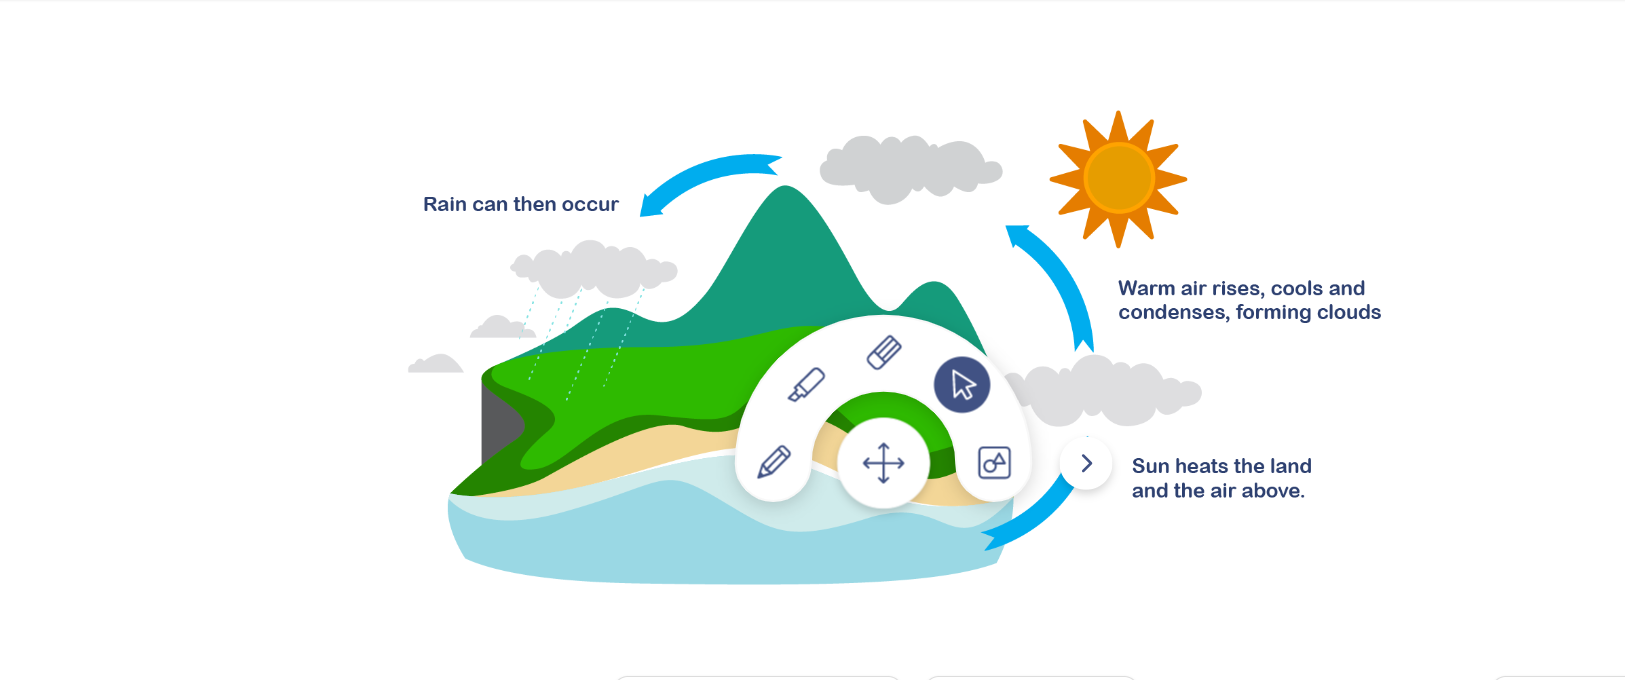 Rain can then occur
Warm air rises, cools and
condenses, forming clouds
Sun heats the land
and the air above.